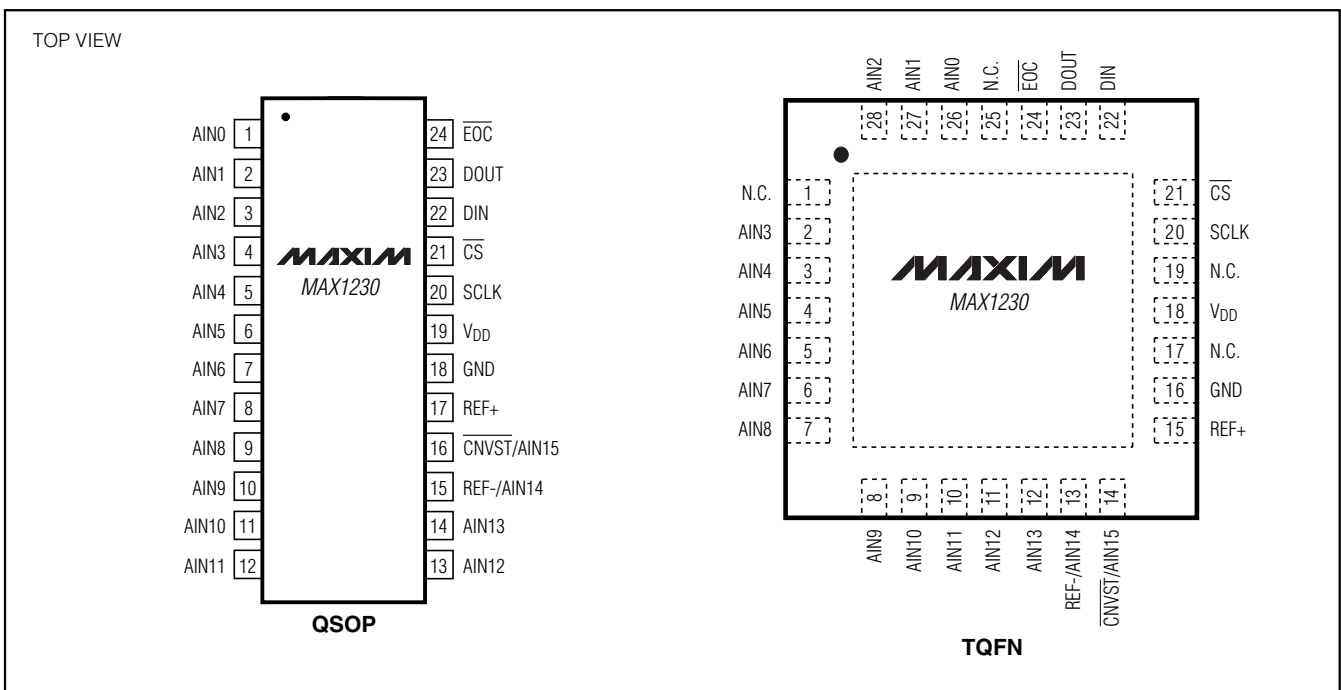 TOP VIEW
AIN0 1
AIN1 2
AIN2 3
AIN3 4
AIN4 5
AIN5 6
AIN6 7
AIN7 8
AIN8 9
AIN9 10
AIN10 11
AIN11 12
MAXIM
MAX1230
24 EOC
23 DOUT
22 DIN
21 CS
20 SCLK
19 VDD
18 GND
17 REF+
16 CNVST/AIN15
15 REF-/AIN14
14 AIN13
13 AIN12
QSOP
AIN2 AIN1 AIN0 N.C. EOC DOUT DIN
28 27 26 25 24 23 22
N.C. 1
AIN3 2
AIN4 3
AIN5 4
AIN6 5
AIN7 6
AIN8 7
MAXIM
MAX1230
21 CS
20 SCLK
19 N.C.
18 VDD
17 N.C.
16 GND
15 REF+
8 9 10 11 12 13 14
AIN9 AIN10 AIN11 AIN12 AIN13 REF-/AIN14 CNVST/AIN15
TQFN